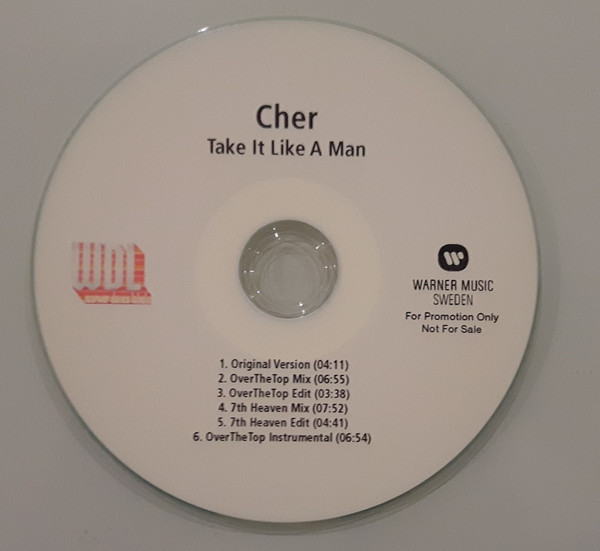 Cher
Take It Like A Man
WDL
WARNER MUSIC
SWEDEN
For Promotion Only
Not For Sale
1. Original Version (04:11)
2. OverTheTop Mix (06:55)
3. OverTheTop Edit (03:38)
4. 7th Heaven Mix (07:52)
5. 7th Heaven Edit (04:41)
6. OverTheTop Instrumental (06:54)